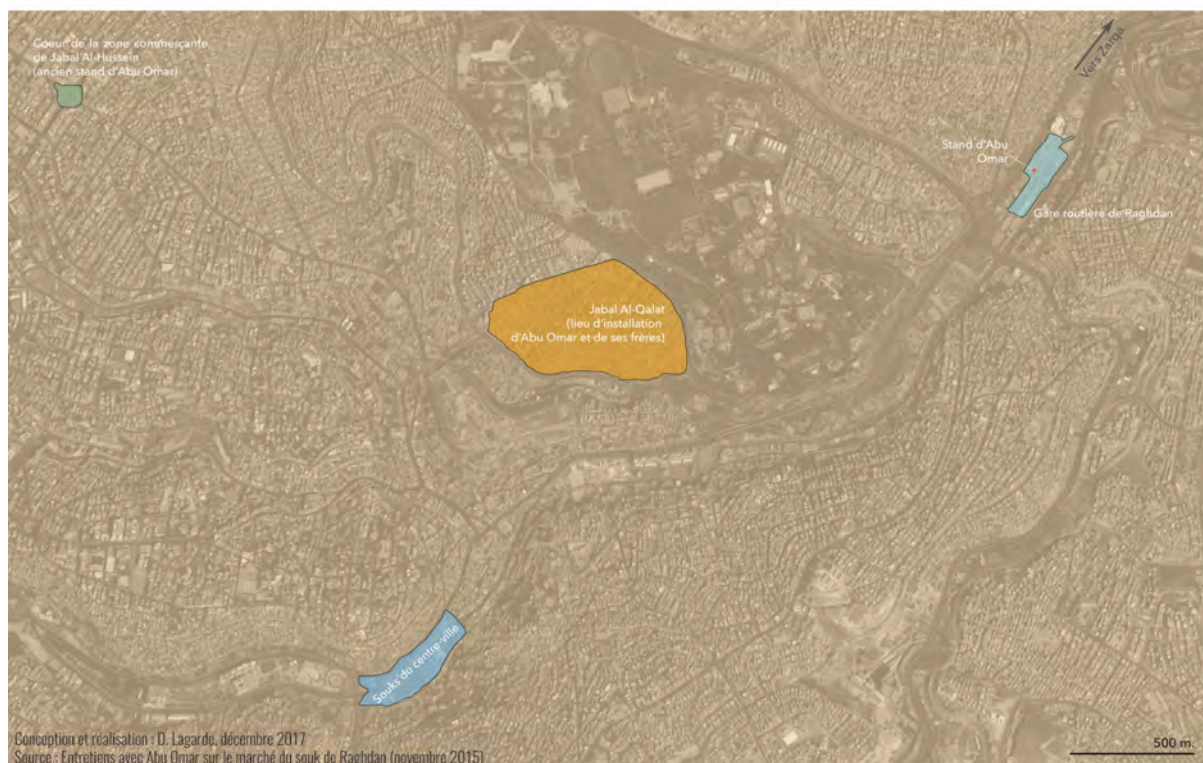 Coeur de la zone commerçante
de Jabal Al-Hussein
(ancien stand d'Abu Omar)
Vers Zarqa
Stand d'Abu
Omar
Gare routière de Raghdan
Jabal Al-Qalat
(lieu d'installation
d'Abu Omar et de ses frères)
Souks du centre-ville
Conception et réalisation : D. Lagarde, décembre 2017
Source : Entretiens avec Abu Omar sur le marché du souk de Raghdan (novembre 2015)
500 m